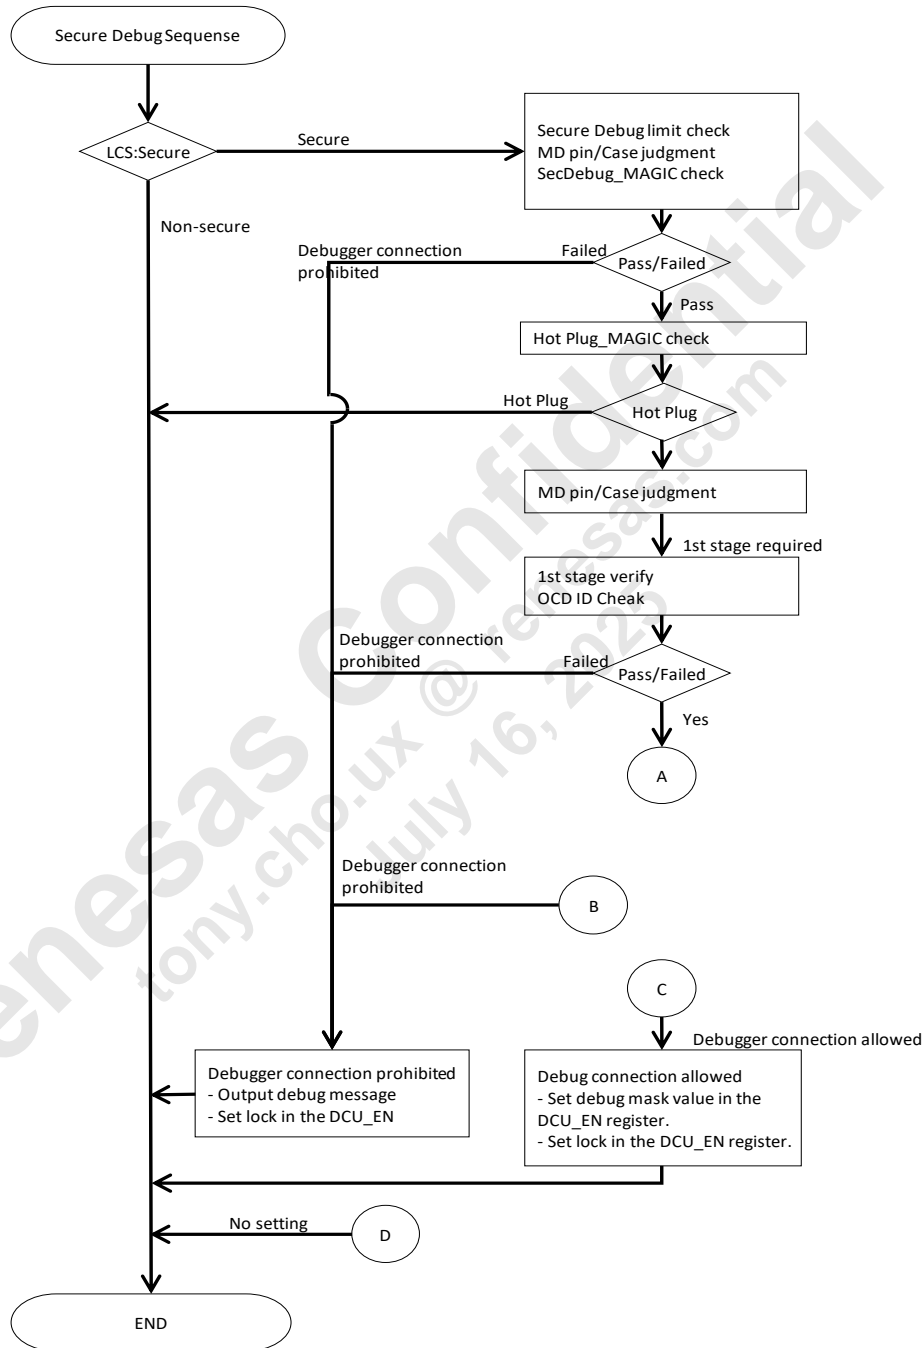 Secure Debug Sequense
LCS:Secure
Secure
Secure Debug limit check
MD pin/Case judgment
SecDebug_MAGIC check
Non-secure
Debugger connection
prohibited
Failed
Pass/Failed
Pass
Hot Plug_MAGIC check
Hot Plug
Hot Plug
MD pin/Case judgment
1st stage required
1st stage verify
OCD ID Cheak
Debugger connection
prohibited
Failed
Pass/Failed
Yes
A
Debugger connection
prohibited
B
C
Debugger connection allowed
Debugger connection prohibited
- Output debug message
- Set lock in the DCU_EN
Debug connection allowed
- Set debug mask value in the
DCU_EN register.
- Set lock in the DCU_EN register.
No setting
D
END
Renesas Confidential
tony.cho.ux @ renesas.com
July 16, 2025